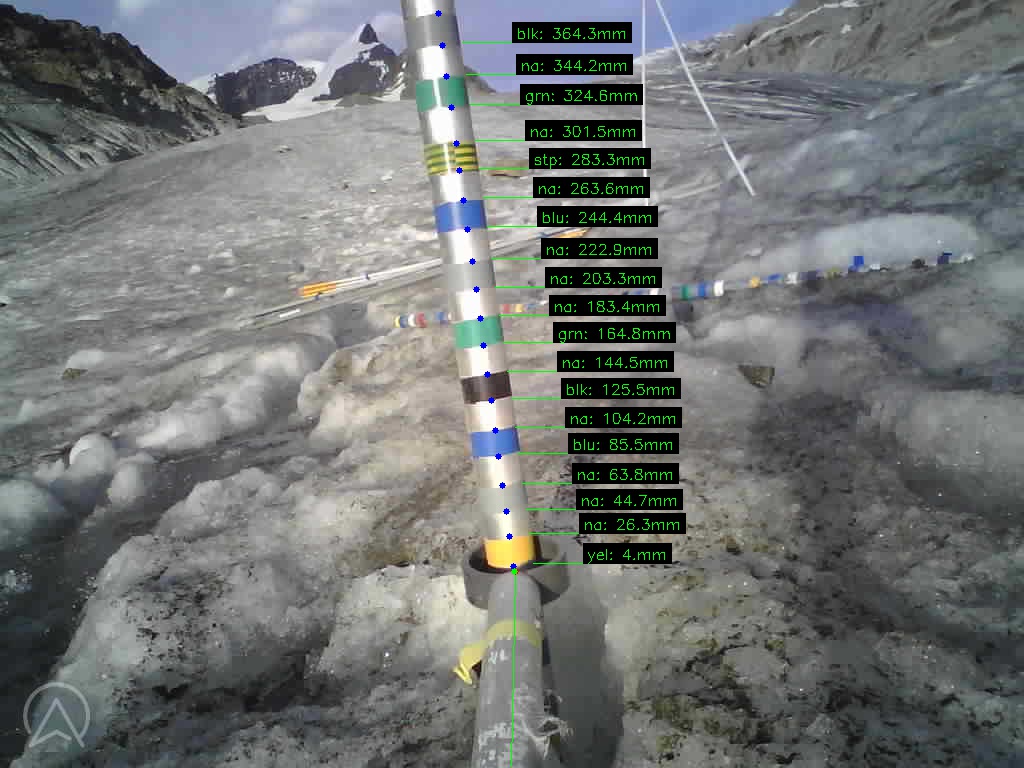 blk: 364.3mm
na: 344.2mm
grn: 324.6mm
na: 301.5mm
stp: 283.3mm
na: 263.6mm
blu: 244.4mm
na: 222.9mm
na: 203.3mm
na: 183.4mm
grn: 164.8mm
na: 144.5mm
blk: 125.5mm
na: 104.2mm
blu: 85.5mm
na: 63.8mm
na: 44.7mm
na: 26.3mm
yel: 4.mm